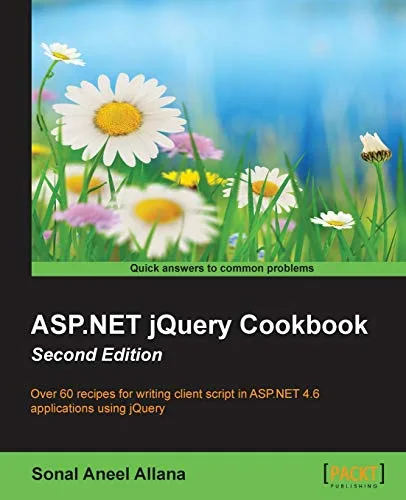 Quick answers to common problems
ASP.NET jQuery Cookbook
Second Edition
Over 60 recipes for writing client script in ASP.NET 4.6
applications using jQuery
Sonal Aneel Allana
[PACKT]
PUBLISHING